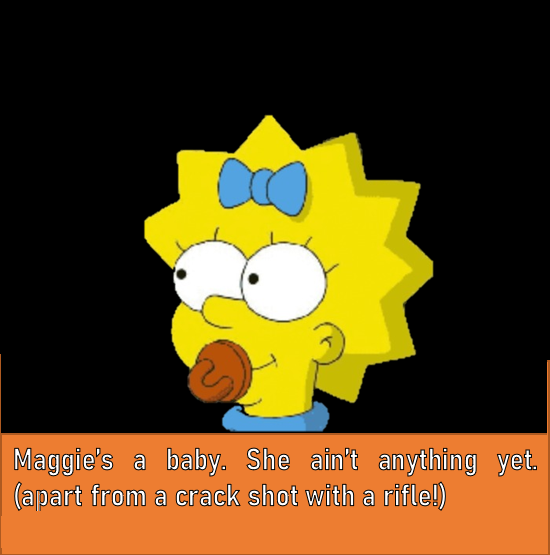 Maggie's a baby. She ain't anything yet.
(apart from a crack shot with a rifle!)